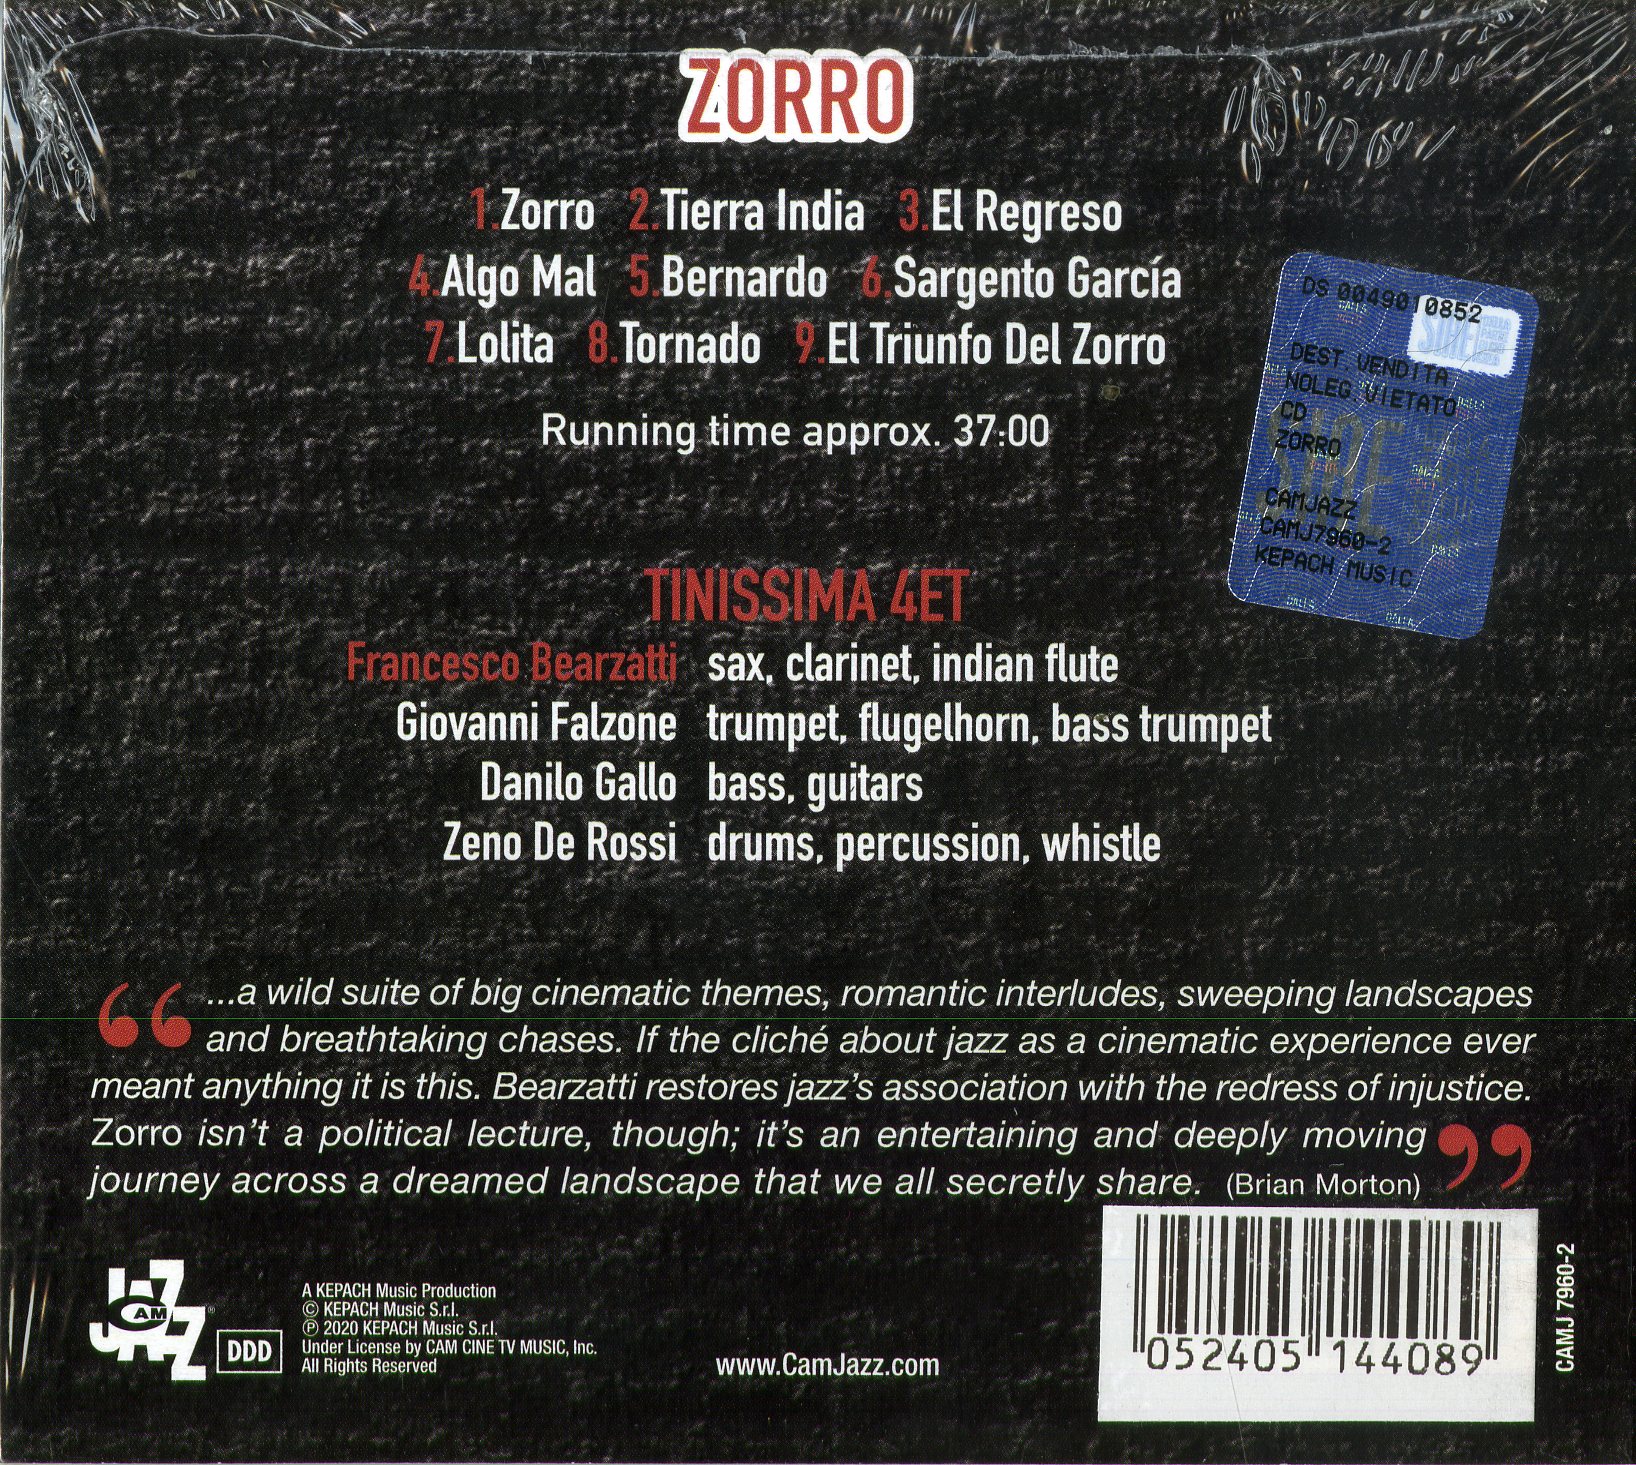 ZORRO
1.Zorro 2.Tierra India 3.El Regreso
4.Algo Mal 5.Bernardo 6.Sargento García
7.Lolita 8.Tornado 9.El Triunfo Del Zorro
Running time approx. 37:00
DS 004901 0852
DEST. VENDITA
NOLEG VIETATO
CD
ZORRO
CAMJAZZ
CAMJ7960-2
KEPACH MUSIC
TINISSIMA 4ET
Francesco Bearzatti sax, clarinet, indian flute
Giovanni Falzone trumpet, flugelhorn, bass trumpet
Danilo Gallo bass, guitars
Zeno De Rossi drums, percussion, whistle
“...a wild suite of big cinematic themes, romantic interludes, sweeping landscapes
and breathtaking chases. If the cliché about jazz as a cinematic experience ever
meant anything it is this. Bearzatti restores jazz's association with the redress of injustice.
Zorro isn't a political lecture, though; it's an entertaining and deeply moving
journey across a dreamed landscape that we all secretly share. (Brian Morton)”
CAM JAZZ
DDD
A KEPACH Music Production
© KEPACH Music S.r.l.
℗ 2020 KEPACH Music S.r.l.
Under License by CAM CINE TV MUSIC, Inc.
All Rights Reserved
www.CamJazz.com
052405 144089
CAMJ 7960-2